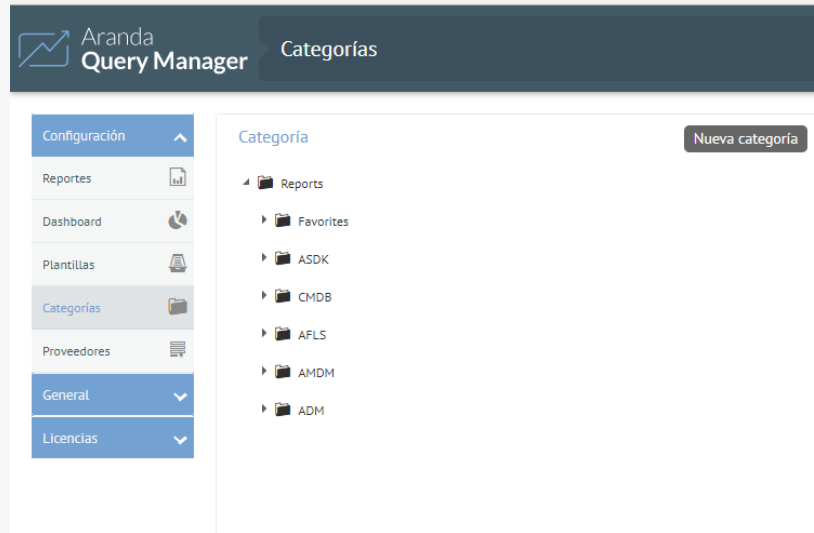 Aranda
Query Manager
Categorías
Configuración
Reportes
Dashboard
Plantillas
Categorías
Proveedores
General
Licencias
Categoría
Nueva categoría
Reports
Favorites
ASDK
CMDB
AFLS
AMDM
ADM